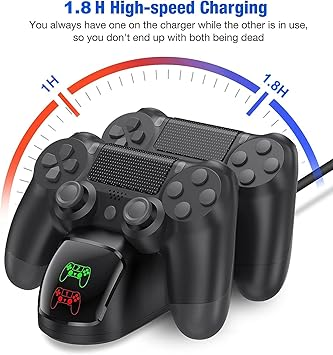 1.8 H High-speed Charging
You always have one on the charger while the other is in use,
so you don't end up with both being dead
1H
1.8H